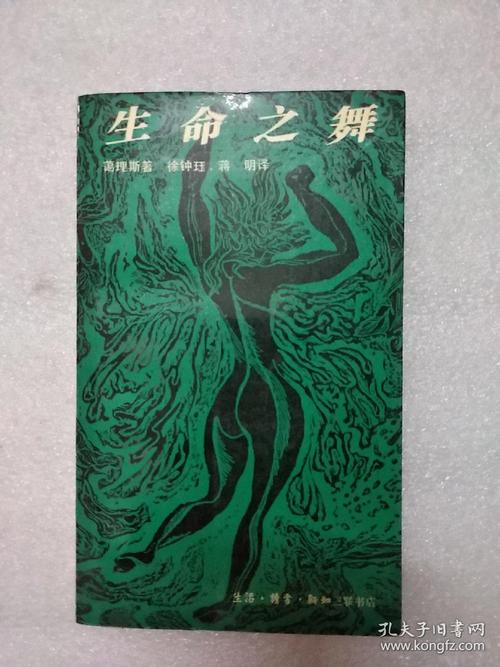 生命之舞
蔼理斯著 徐钟珏·蒋 明译
生活·读书·新知三联书店
孔夫子旧书网
www.kongfz.com